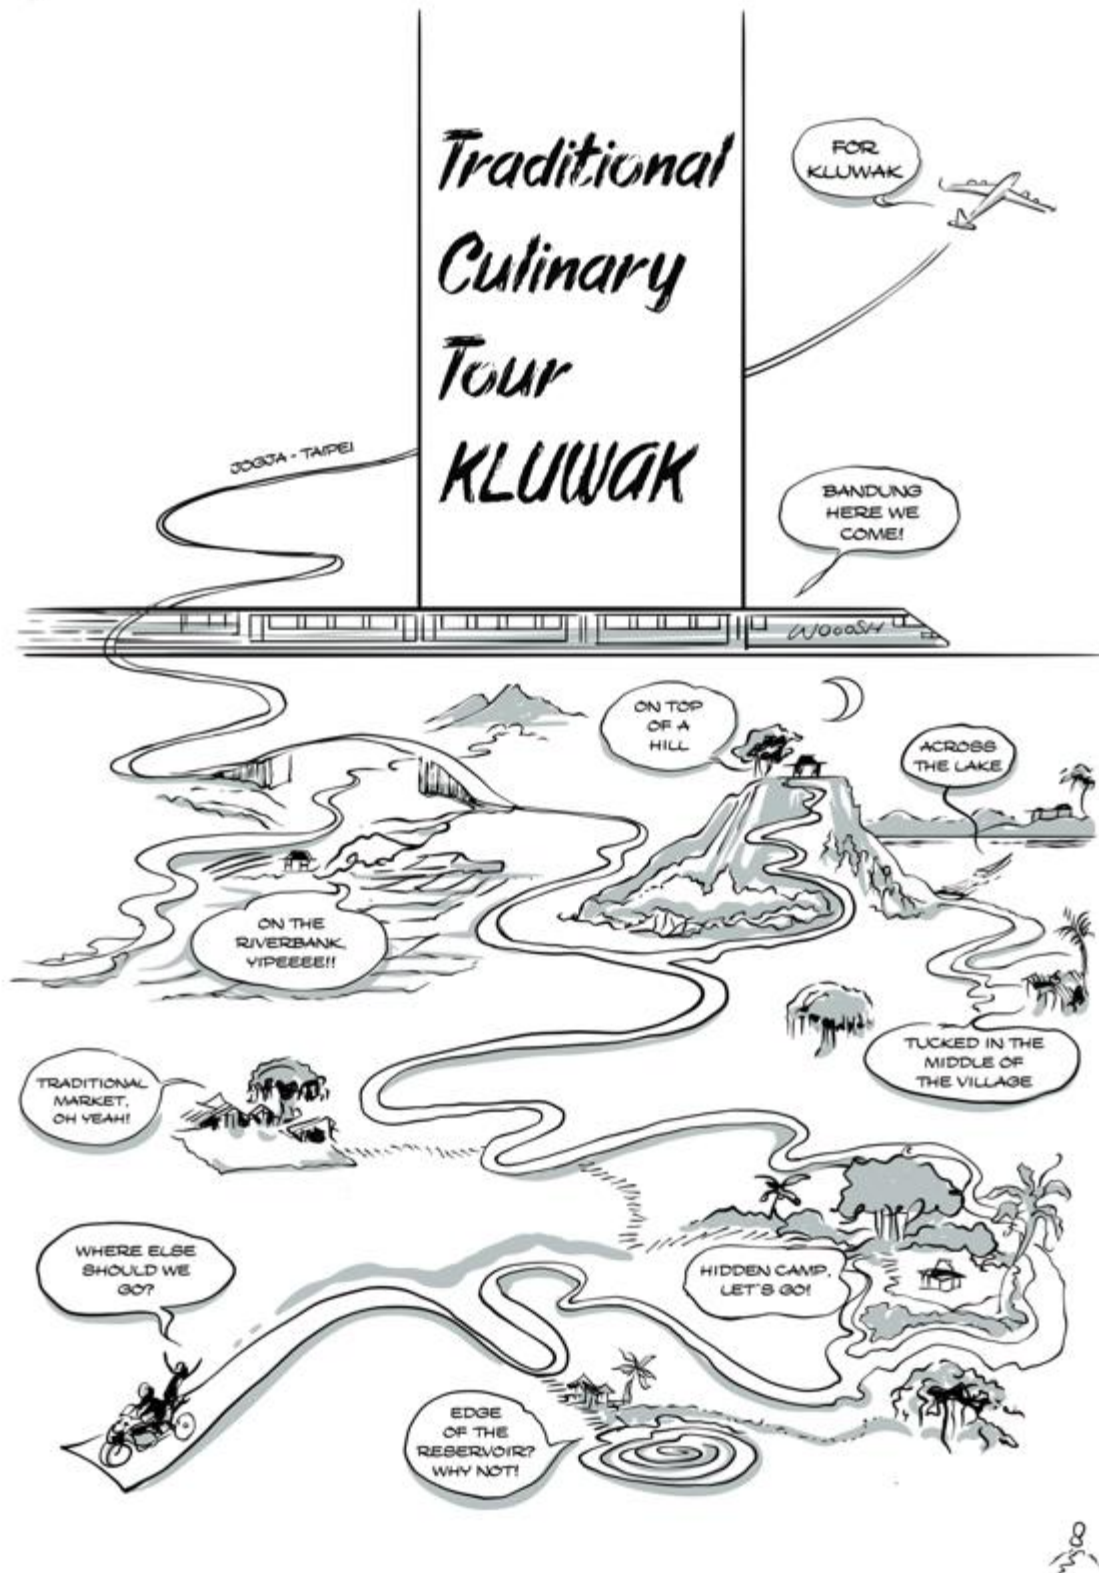 Traditional
Culinary
Tour
KLUWAK
FOR
KLUWAK
JOGJA - TAIPEI
BANDUNG
HERE WE
COME!
WOOOSH
ON TOP
OF A
HILL
ACROSS
THE LAKE
ON THE
RIVERBANK,
YIPEEEE!!
TUCKED IN THE
MIDDLE OF
THE VILLAGE
TRADITIONAL
MARKET,
OH YEAH!
WHERE ELSE
SHOULD WE
GO?
HIDDEN CAMP,
LET'S GO!
EDGE
OF THE
RESERVOIR?
WHY NOT!
8